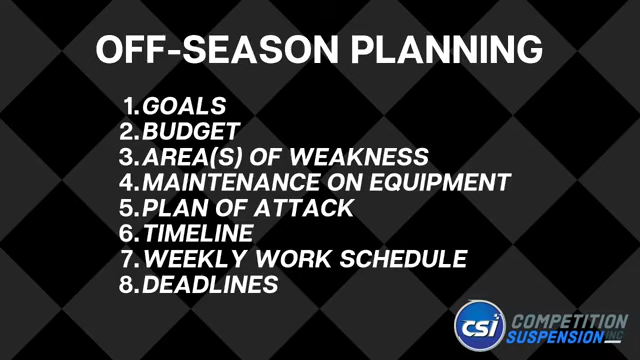 OFF-SEASON PLANNING
1. GOALS
2. BUDGET
3. AREA(S) OF WEAKNESS
4. MAINTENANCE ON EQUIPMENT
5. PLAN OF ATTACK
6. TIMELINE
7. WEEKLY WORK SCHEDULE
8. DEADLINES
CSI COMPETITION
SUSPENSION INC